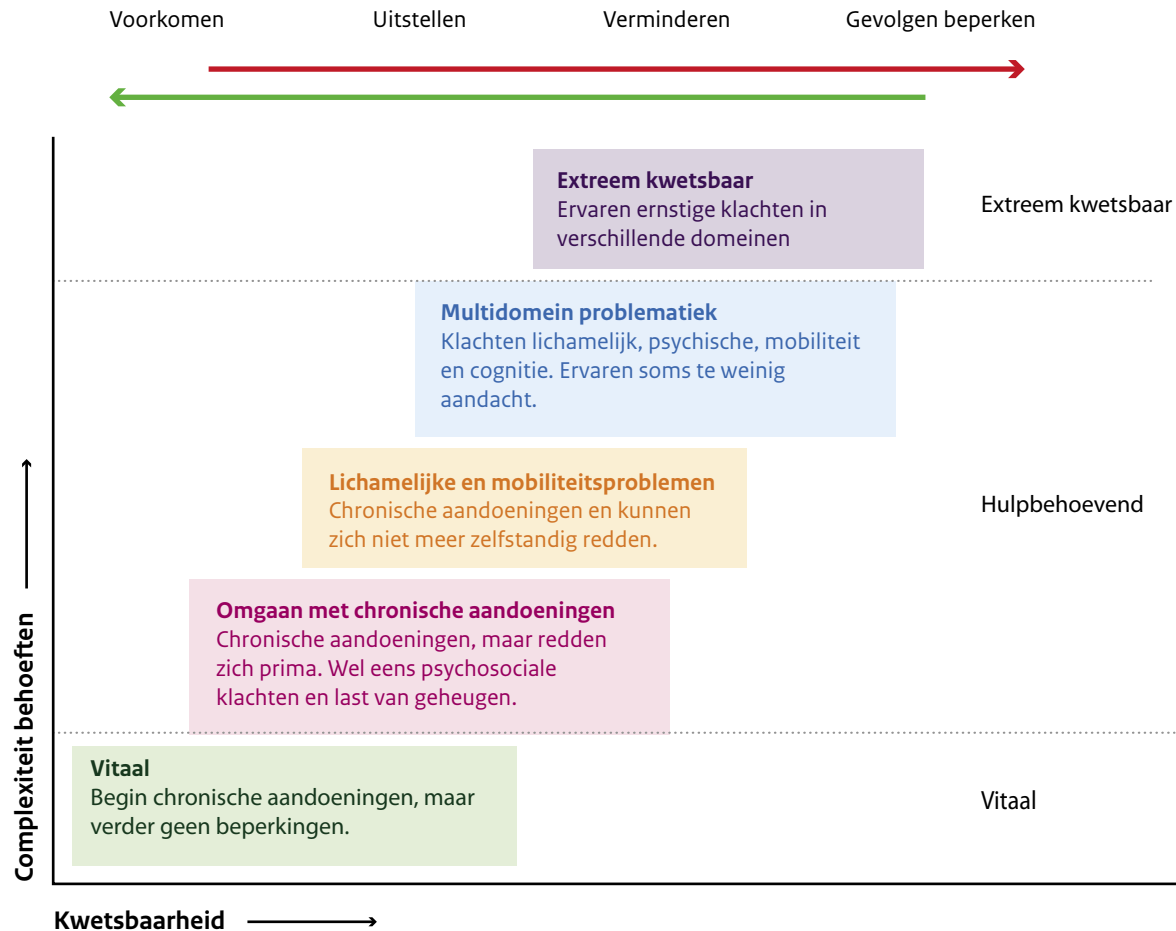 Voorkomen Uitstellen Verminderen Gevolgen beperken
Extreem kwetsbaar
Ervaren ernstige klachten in
verschillende domeinen
Extreem kwetsbaar
Multidomein problematiek
Klachten lichamelijk, psychische, mobiliteit
en cognitie. Ervaren soms te weinig
aandacht.
Lichamelijke en mobiliteitsproblemen
Chronische aandoeningen en kunnen
zich niet meer zelfstandig redden.
Hulpbehoevend
Omgaan met chronische aandoeningen
Chronische aandoeningen, maar redden
zich prima. Wel eens psychosociale
klachten en last van geheugen.
Vitaal
Begin chronische aandoeningen, maar
verder geen beperkingen.
Vitaal
Complexiteit behoeften
Kwetsbaarheid